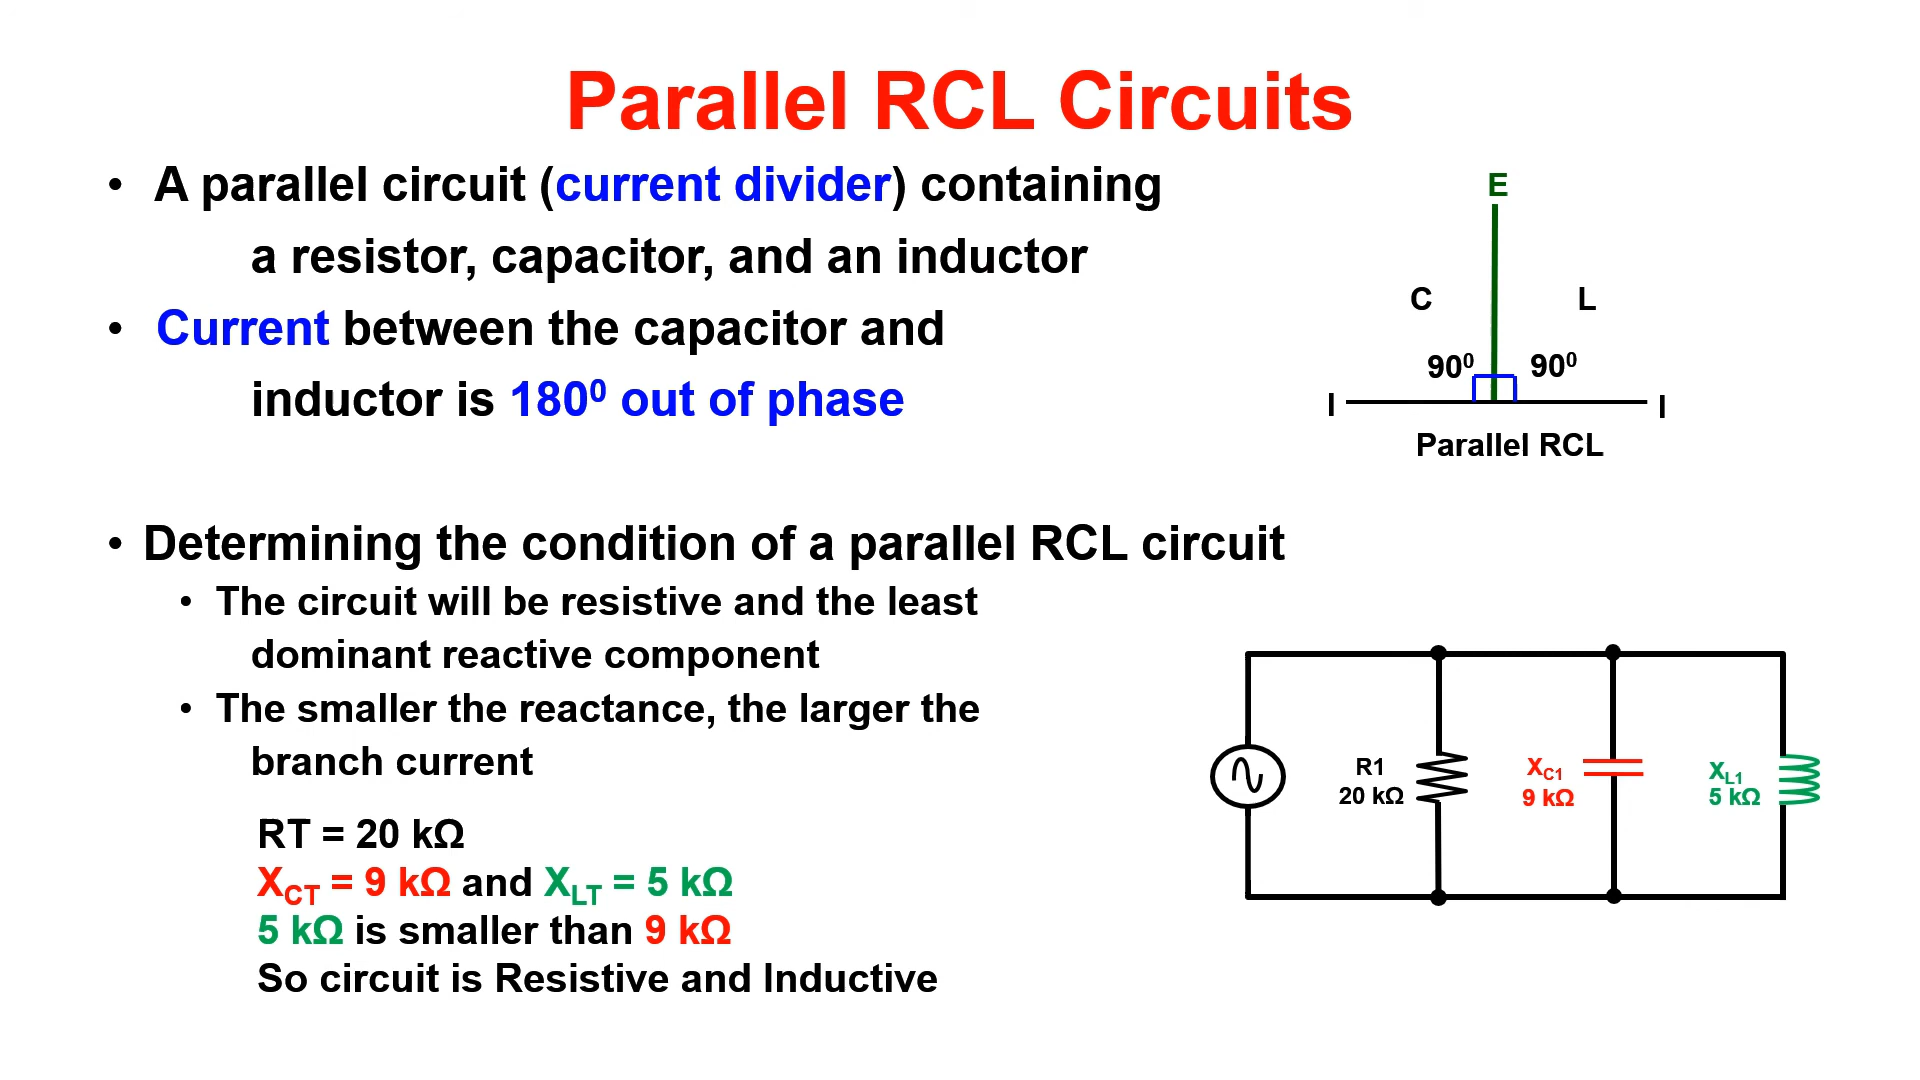 Parallel RCL Circuits
• A parallel circuit (current divider) containing
a resistor, capacitor, and an inductor
• Current between the capacitor and
inductor is 180⁰ out of phase
E
C L
90⁰ 90⁰
I I
Parallel RCL
• Determining the condition of a parallel RCL circuit
• The circuit will be resistive and the least
dominant reactive component
• The smaller the reactance, the larger the
branch current
RT = 20 kΩ
X_CT = 9 kΩ and X_LT = 5 kΩ
5 kΩ is smaller than 9 kΩ
So circuit is Resistive and Inductive
R1
20 kΩ
X_C1
9 kΩ
X_L1
5 kΩ